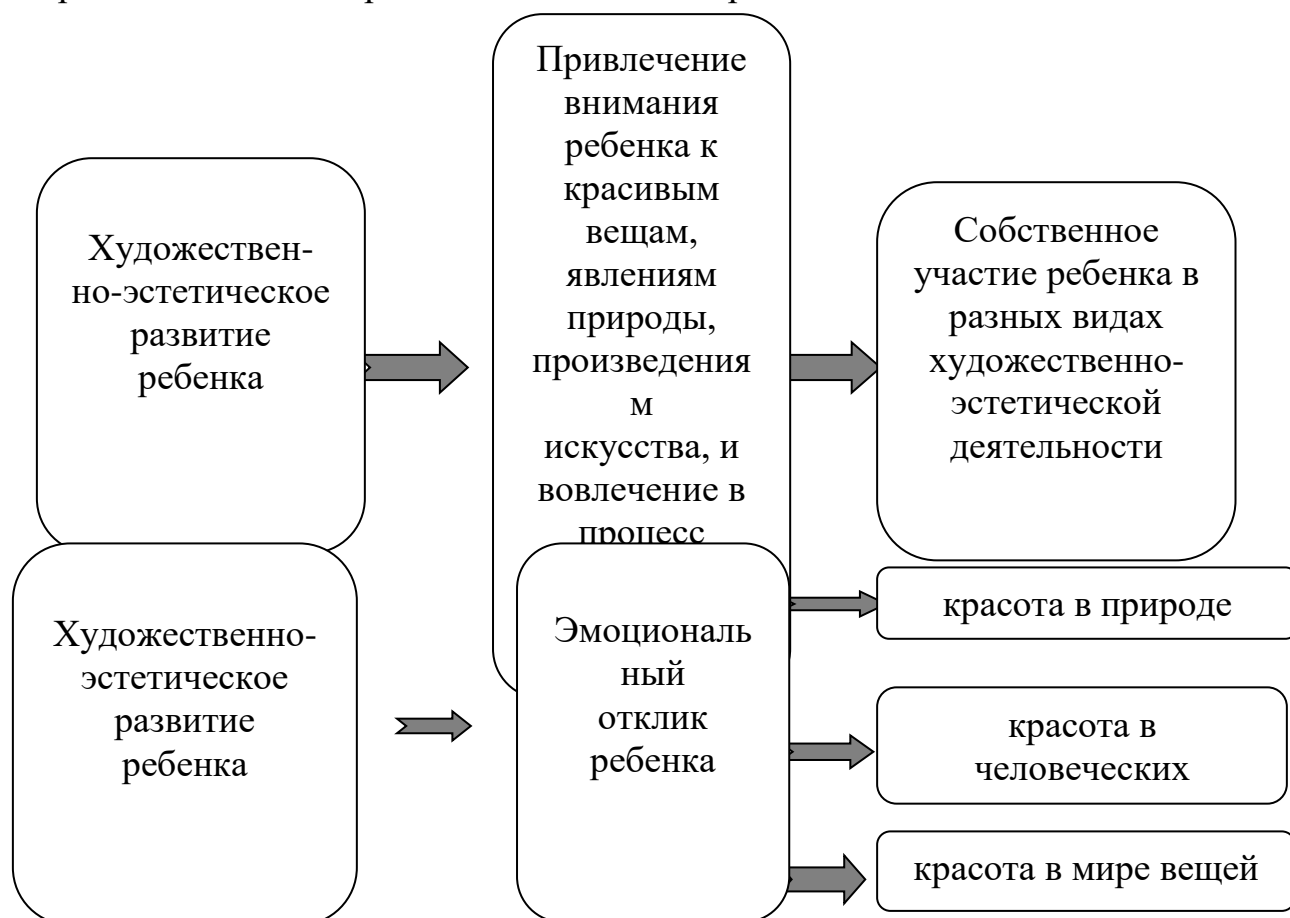 Художествен-
но-эстетическое
развитие
ребенка
Привлечение
внимания
ребенка к
красивым
вещам,
явлениям
природы,
произведения
м
искусства, и
вовлечение в
процесс
Собственное
участие ребенка в
разных видах
художественно-
эстетической
деятельности
Художественно-
эстетическое
развитие
ребенка
Эмоциональ
ный
отклик
ребенка
красота в природе
красота в
человеческих
красота в мире вещей